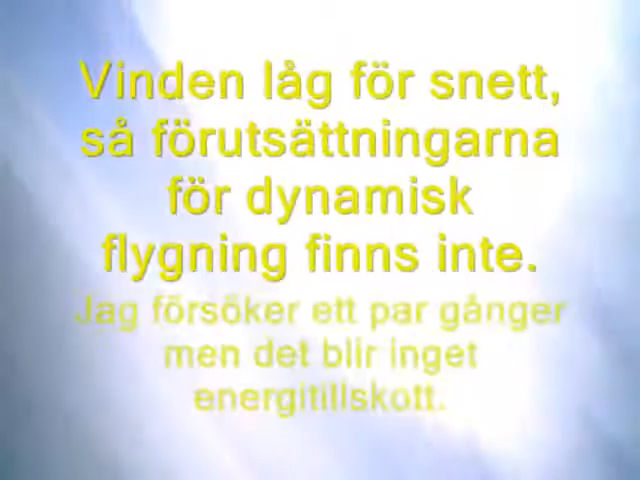 Vinden låg för snett,
så förutsättningarna
för dynamisk
flygning finns inte.
Jag försöker ett par gånger
men det blir inget
energitillskott.